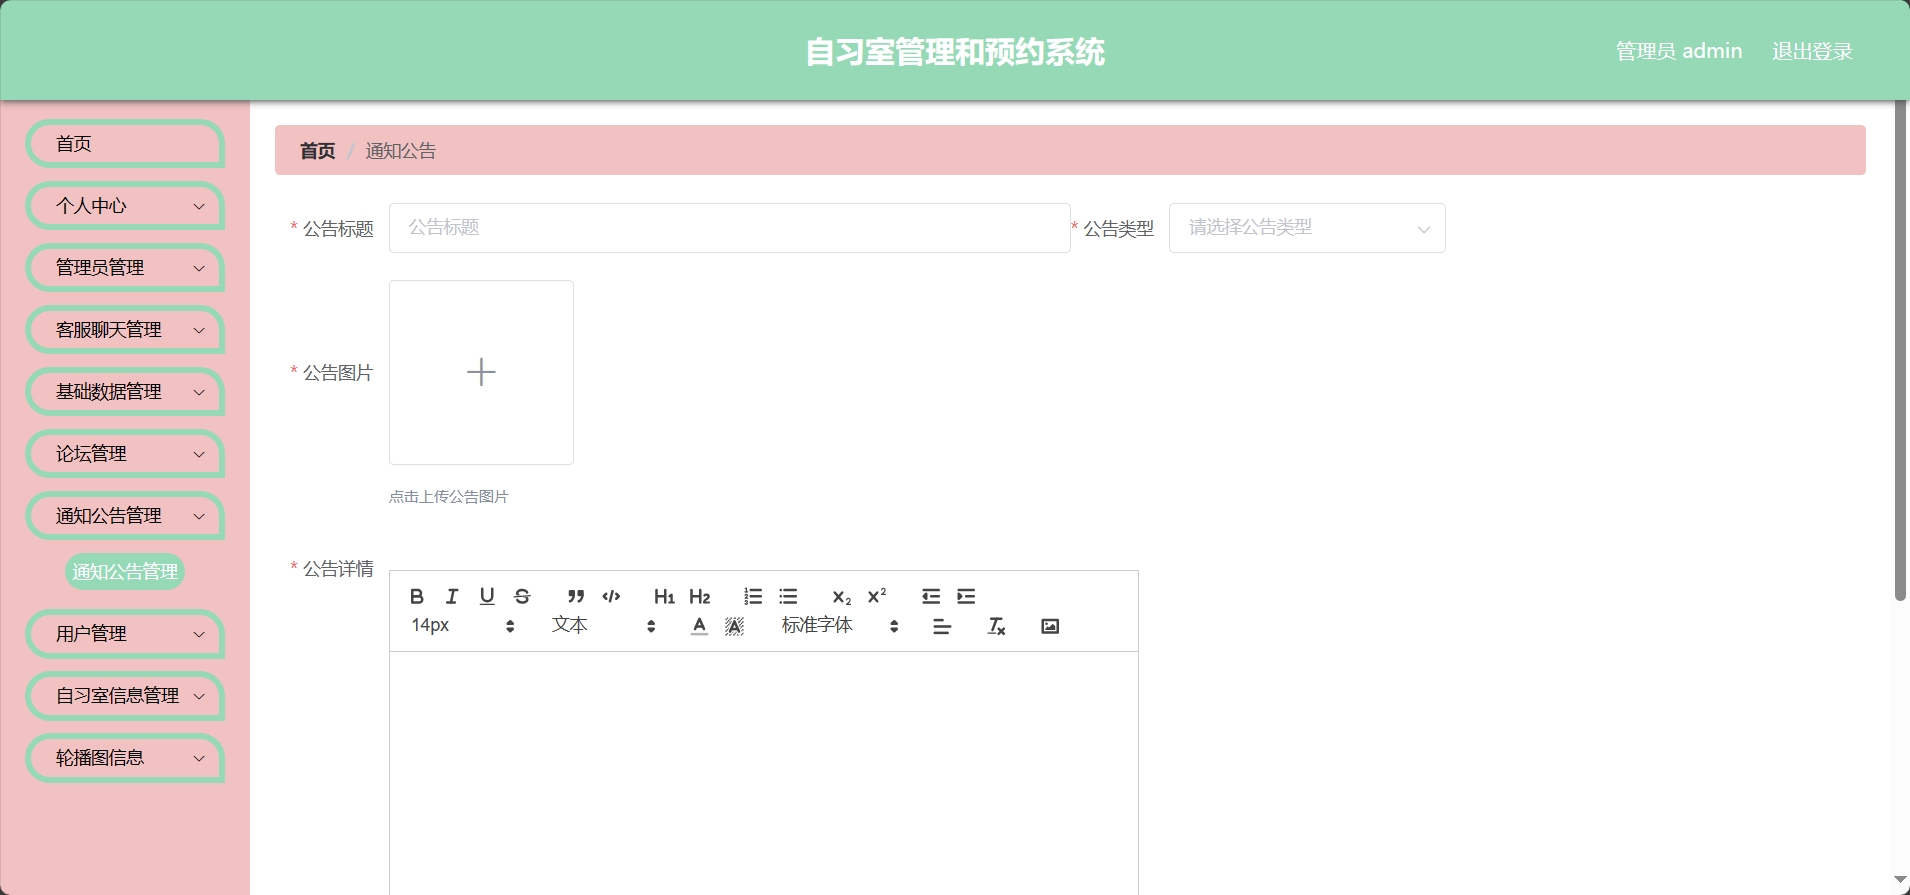 自习室管理和预约系统
管理员 admin 退出登录
首页
个人中心
管理员管理
客服聊天管理
基础数据管理
论坛管理
通知公告管理
通知公告管理
用户管理
自习室信息管理
轮播图信息
首页 / 通知公告
* 公告标题 公告标题 * 公告类型 请选择公告类型
* 公告图片
点击上传公告图片
* 公告详情
14px 文本 标准字体